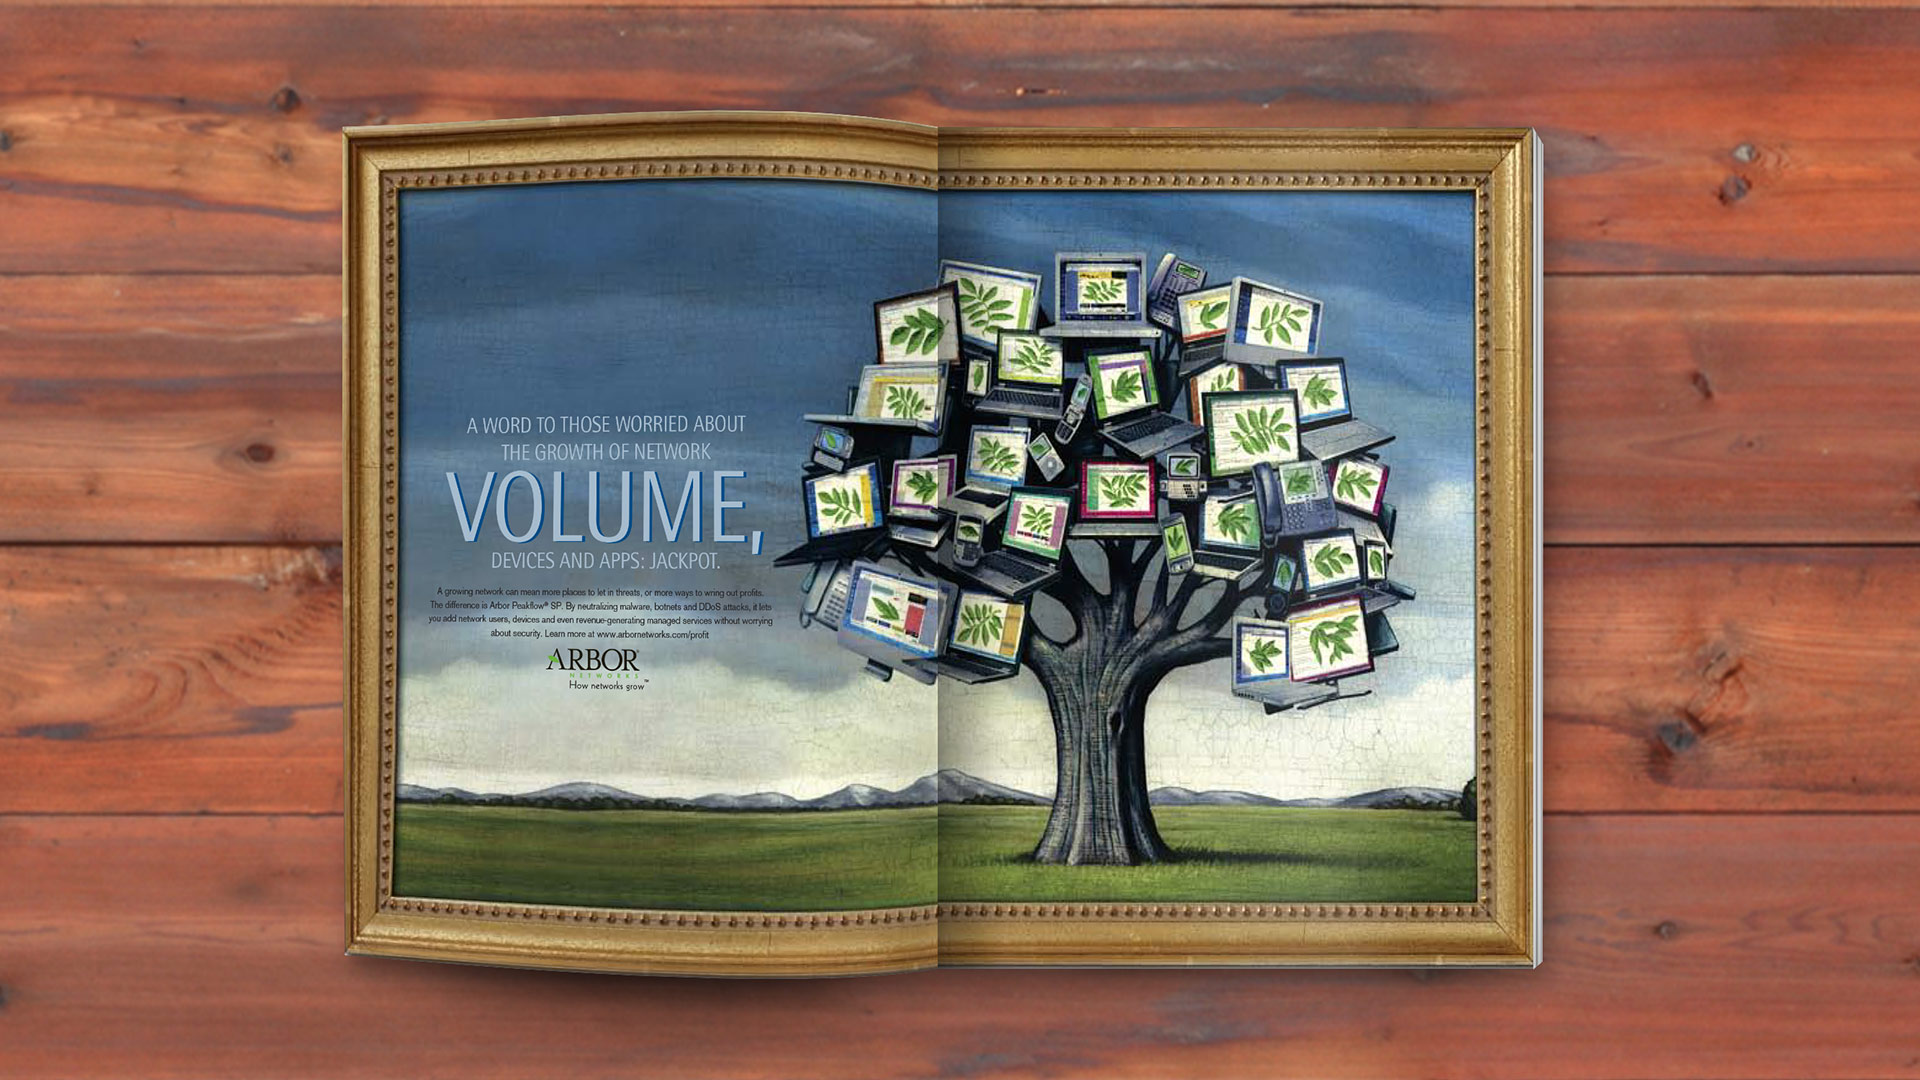 A WORD TO THOSE WORRIED ABOUT
THE GROWTH OF NETWORK
VOLUME,
DEVICES AND APPS: JACKPOT.
A growing network can mean more places to let in threats, or more ways to wring out profits.
The difference is Arbor Peakflow® SP. By neutralizing malware, botnets and DDoS attacks, it lets
you add network users, devices and even revenue-generating managed services without worrying
about security. Learn more at www.arbornetworks.com/profit
ARBOR
NETWORKS
How networks grow™